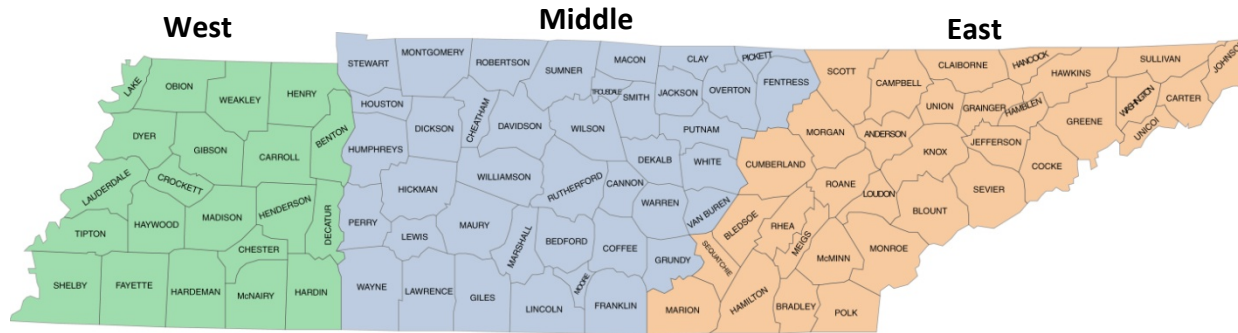 West
Middle
East
LAKE
OBION
WEAKLEY
HENRY
BENTON
DYER
GIBSON
CARROLL
LAUDERDALE
CROCKETT
HAYWOOD
MADISON
HENDERSON
DECATUR
TIPTON
CHESTER
SHELBY
FAYETTE
HARDEMAN
McNAIRY
HARDIN
STEWART
MONTGOMERY
ROBERTSON
SUMNER
MACON
CLAY
PICKETT
TROUSDALE
SMITH
JACKSON
OVERTON
FENTRESS
HOUSTON
DICKSON
CHEATHAM
DAVIDSON
WILSON
PUTNAM
HUMPHREYS
HICKMAN
WILLIAMSON
RUTHERFORD
CANNON
DEKALB
WHITE
WARREN
VAN BUREN
PERRY
LEWIS
MAURY
MARSHALL
BEDFORD
COFFEE
GRUNDY
WAYNE
LAWRENCE
GILES
LINCOLN
MOORE
FRANKLIN
SCOTT
CAMPBELL
CLAIBORNE
HANCOCK
HAWKINS
SULLIVAN
JOHNSON
UNION
GRAINGER
HAMBLEN
GREENE
WASHINGTON
CARTER
UNICOI
MORGAN
ANDERSON
KNOX
JEFFERSON
COCKE
CUMBERLAND
ROANE
LOUDON
BLOUNT
SEVIER
BLEDSOE
RHEA
MEIGS
SEQUATCHIE
McMINN
MONROE
MARION
HAMILTON
BRADLEY
POLK